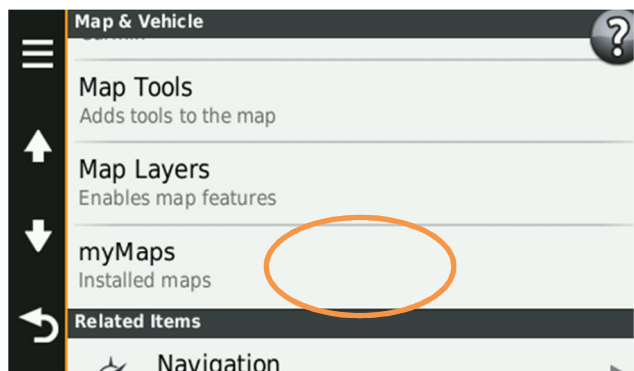 Map & Vehicle
?
Map Tools
Adds tools to the map
Map Layers
Enables map features
myMaps
Installed maps
Related Items
Navigation